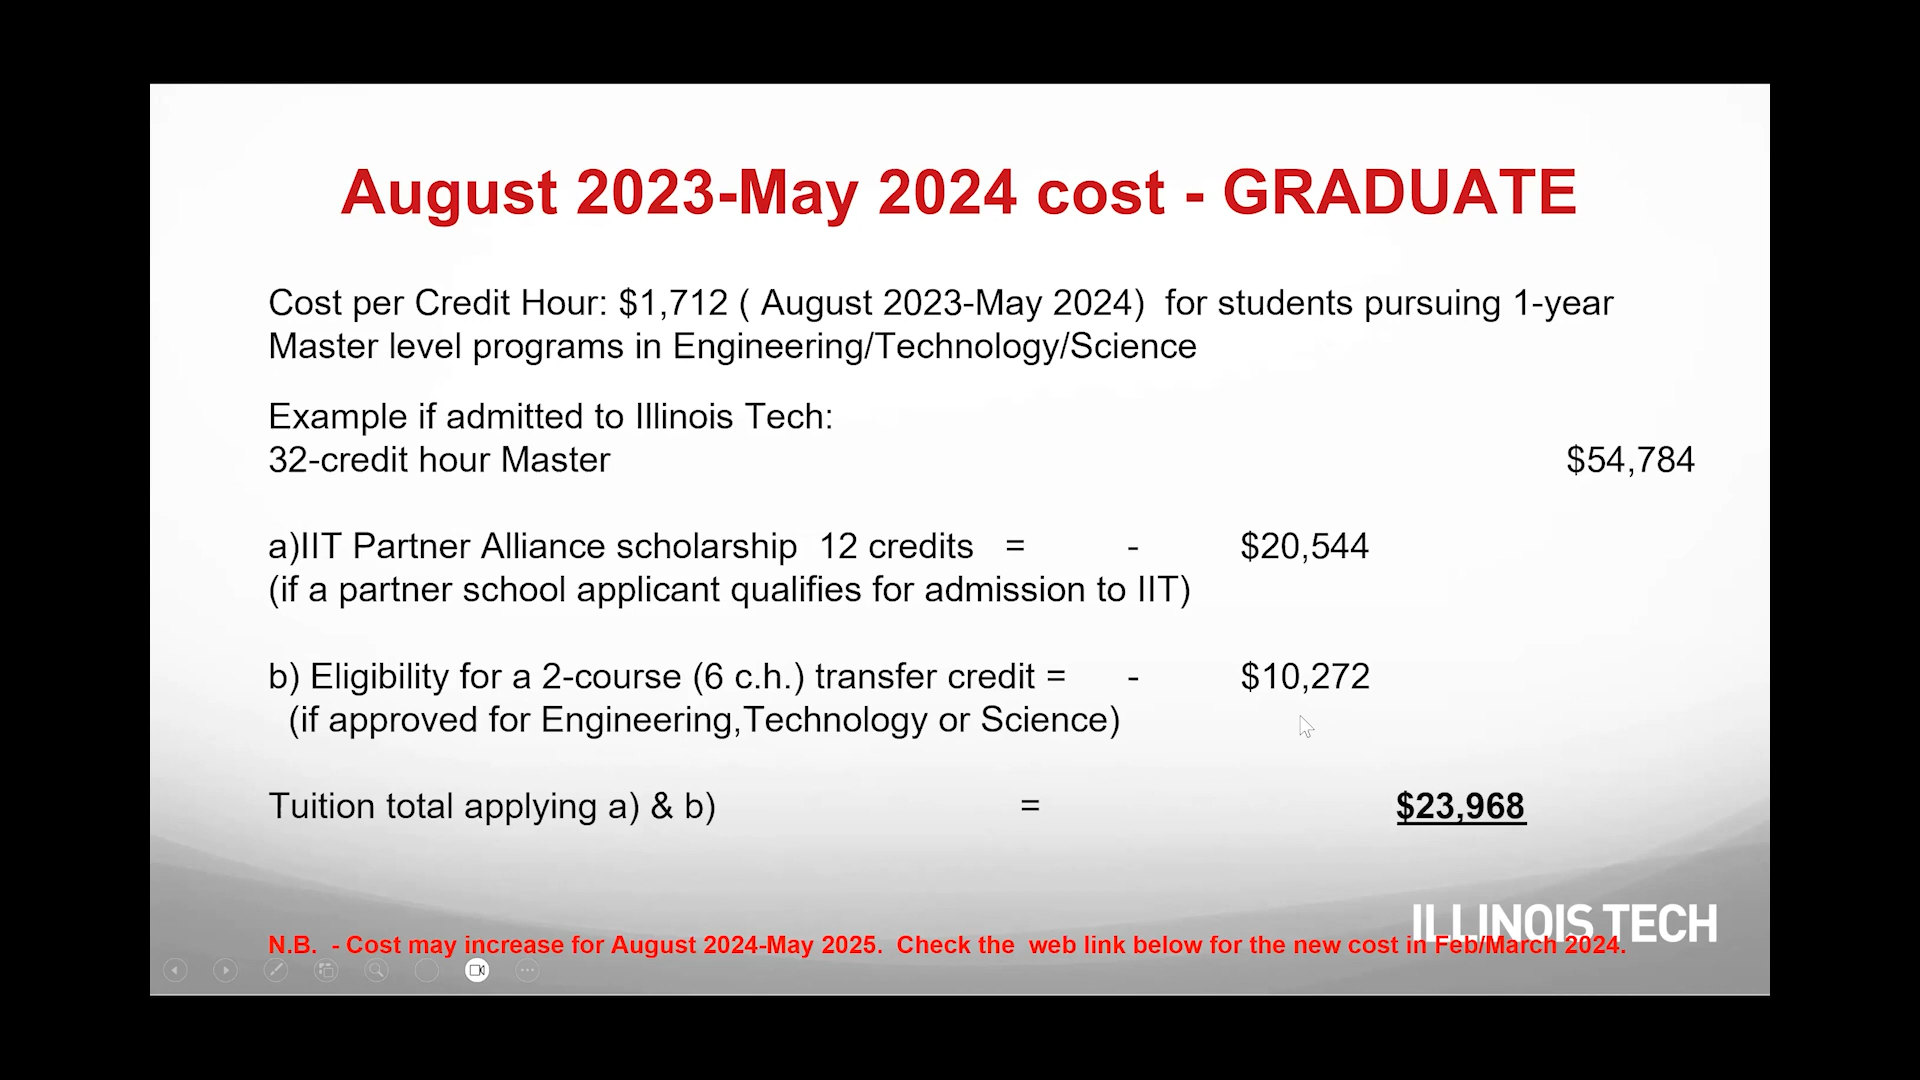 August 2023-May 2024 cost - GRADUATE
Cost per Credit Hour: $1,712 ( August 2023-May 2024)  for students pursuing 1-year
Master level programs in Engineering/Technology/Science
Example if admitted to Illinois Tech:
32-credit hour Master $54,784
a)IIT Partner Alliance scholarship  12 credits  =  -  $20,544
(if a partner school applicant qualifies for admission to IIT)
b) Eligibility for a 2-course (6 c.h.) transfer credit =  -  $10,272
(if approved for Engineering,Technology or Science)
Tuition total applying a) & b)  =  $23,968
ILLINOIS TECH
N.B.  - Cost may increase for August 2024-May 2025.  Check the  web link below for the new cost in Feb/March 2024.